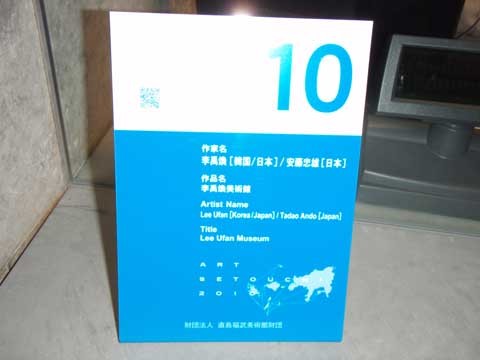 10
作家名
李禹煥[韓国/日本] / 安藤忠雄[日本]
作品名
李禹煥美術館
Artist Name
Lee Ufan [Korea/Japan] / Tadao Ando [Japan]
Title
Lee Ufan Museum
ART
SETOUCHI
2010
財団法人 直島福武美術館財団